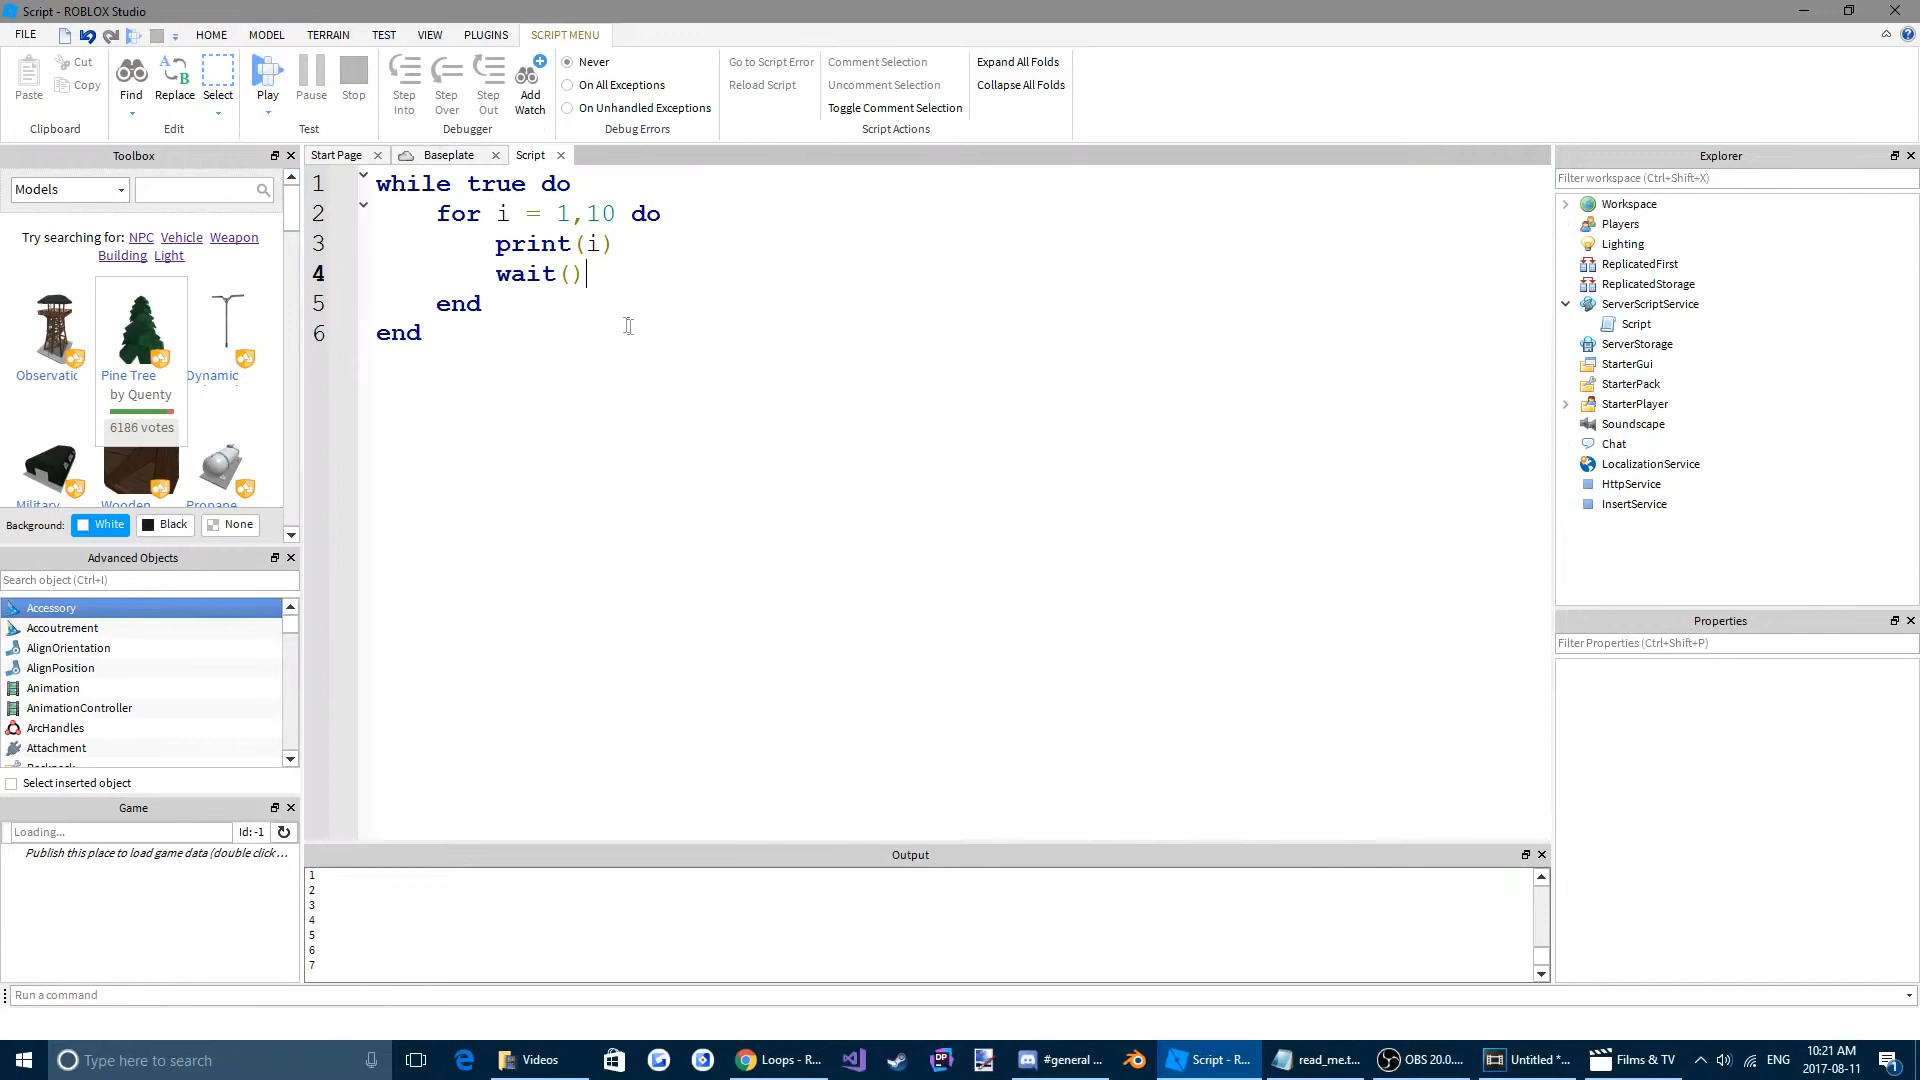 Script - ROBLOX Studio
FILE HOME MODEL TERRAIN TEST VIEW PLUGINS SCRIPT MENU
Paste Cut Copy
Clipboard
Find Replace Select
Edit
Play Pause Stop
Test
Step Into Step Over Step Out Add Watch
Debugger
Never
On All Exceptions
On Unhandled Exceptions
Debug Errors
Go to Script Error
Reload Script
Comment Selection
Uncomment Selection
Toggle Comment Selection
Script Actions
Expand All Folds
Collapse All Folds
Toolbox
Models
Try searching for: NPC Vehicle Weapon
Building Light
Pine Tree Dynamic
by Quenty
6186 votes
Background: White Black None
Advanced Objects
Search object (Ctrl+I)
Accessory
Accoutrement
AlignOrientation
AlignPosition
Animation
AnimationController
ArcHandles
Attachment
Select inserted object
Game
Loading... Id: -1
Publish this place to load game data (double click ...
Start Page Baseplate Script
1 while true do
2 for i = 1,10 do
3 print(i)
4 wait()
5 end
6 end
Output
1
2
3
4
5
6
7
Run a command
Explorer
Filter workspace (Ctrl+Shift+X)
Workspace
Players
Lighting
ReplicatedFirst
ReplicatedStorage
ServerScriptService
Script
ServerStorage
StarterGui
StarterPack
StarterPlayer
Soundscape
Chat
LocalizationService
HttpService
InsertService
Properties
Filter Properties (Ctrl+Shift+P)
Type here to search
Videos
Loops - R...
#general ...
Script - R...
read_me.t...
OBS 20.0....
Untitled *...
Films & TV
ENG
10:21 AM
2017-08-11